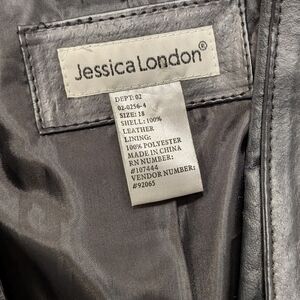 Jessica London®
DEPT: 02
02-0256-4
SIZE: 18
SHELL: 100%
LEATHER
LINING:
100% POLYESTER
MADE IN CHINA
RN NUMBER:
#107444
VENDOR NUMBER:
#92065